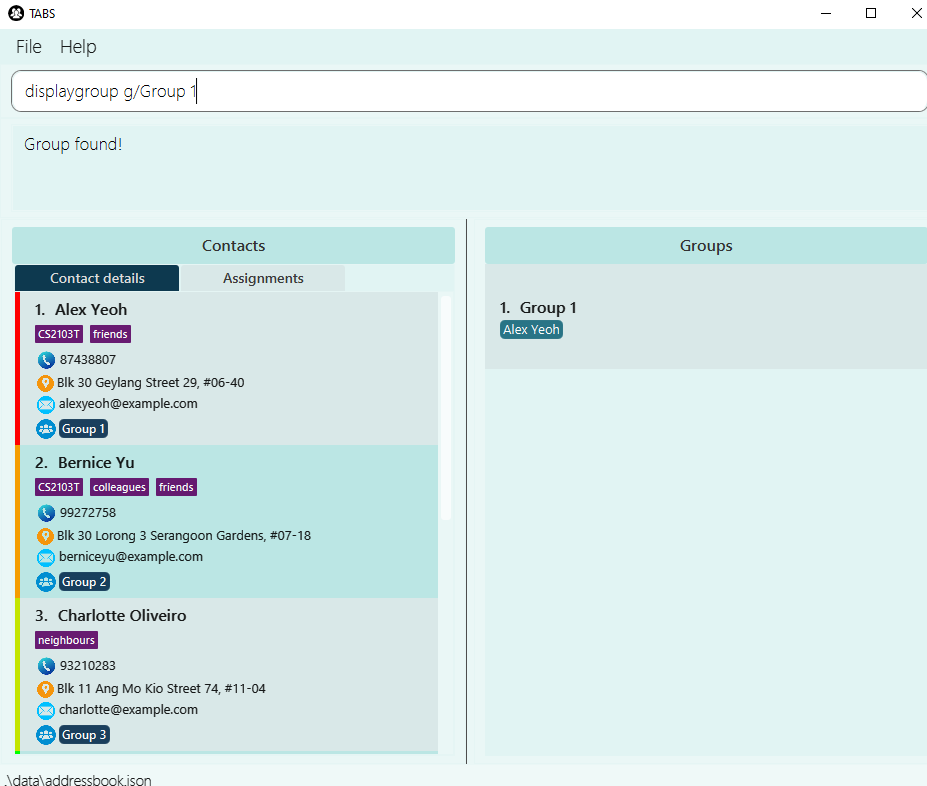 TABS
File Help
displaygroup g/Group 1
Group found!
Contacts
Contact details Assignments
1. Alex Yeoh
CS2103T friends
87438807
Blk 30 Geylang Street 29, #06-40
alexyeoh@example.com
Group 1
2. Bernice Yu
CS2103T colleagues friends
99272758
Blk 30 Lorong 3 Serangoon Gardens, #07-18
berniceyu@example.com
Group 2
3. Charlotte Oliveiro
neighbours
93210283
Blk 11 Ang Mo Kio Street 74, #11-04
charlotte@example.com
Group 3
Groups
1. Group 1
Alex Yeoh
.\data\addressbook.json